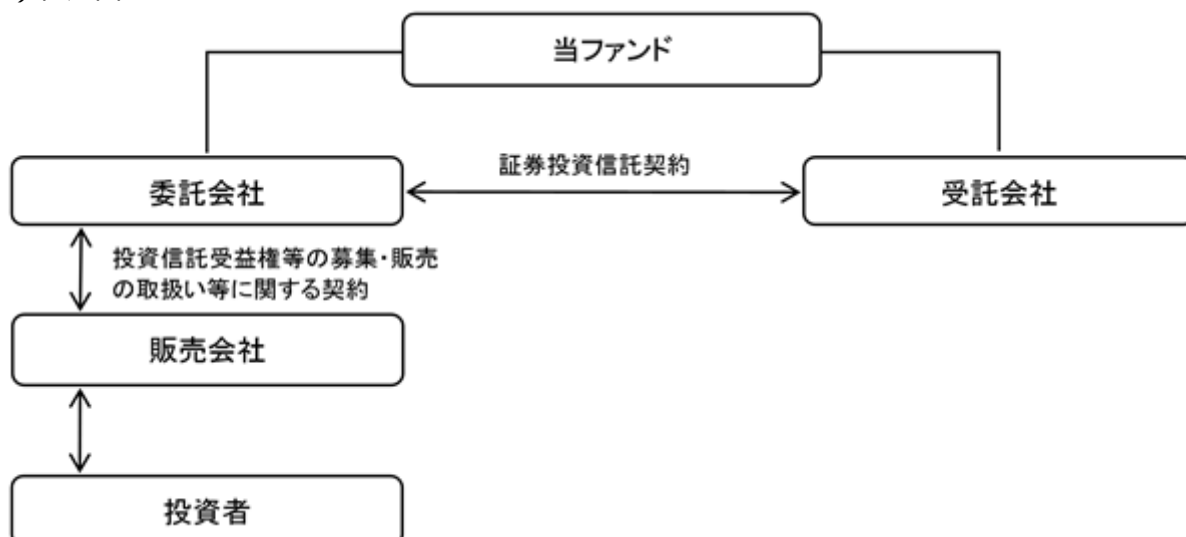 当ファンド
証券投資信託契約
委託会社
受託会社
投資信託受益権等の募集・販売
の取扱い等に関する契約
販売会社
投資者